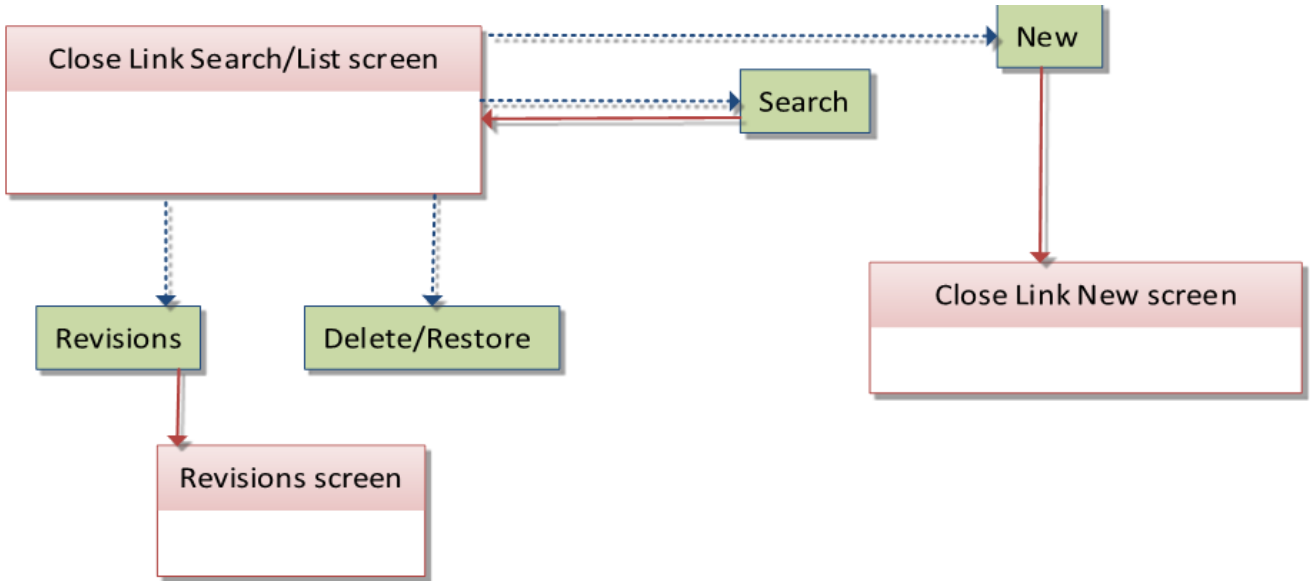 New
Close Link Search/List screen
Search
Close Link New screen
Revisions
Delete/Restore
Revisions screen